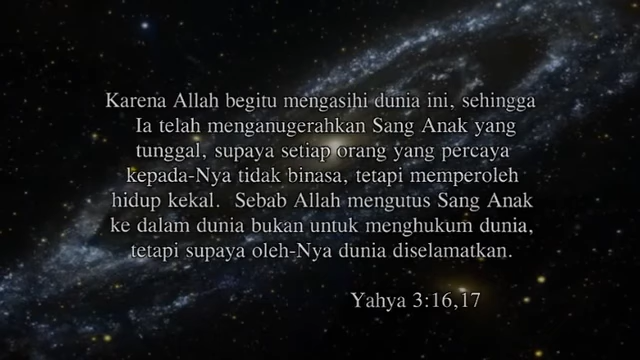 Karena Allah begitu mengasihi dunia ini, sehingga
Ia telah menganugerahkan Sang Anak yang
tunggal, supaya setiap orang yang percaya
kepada-Nya tidak binasa, tetapi memperoleh
hidup kekal.  Sebab Allah mengutus Sang Anak
ke dalam dunia bukan untuk menghukum dunia,
tetapi supaya oleh-Nya dunia diselamatkan.
Yahya 3:16,17